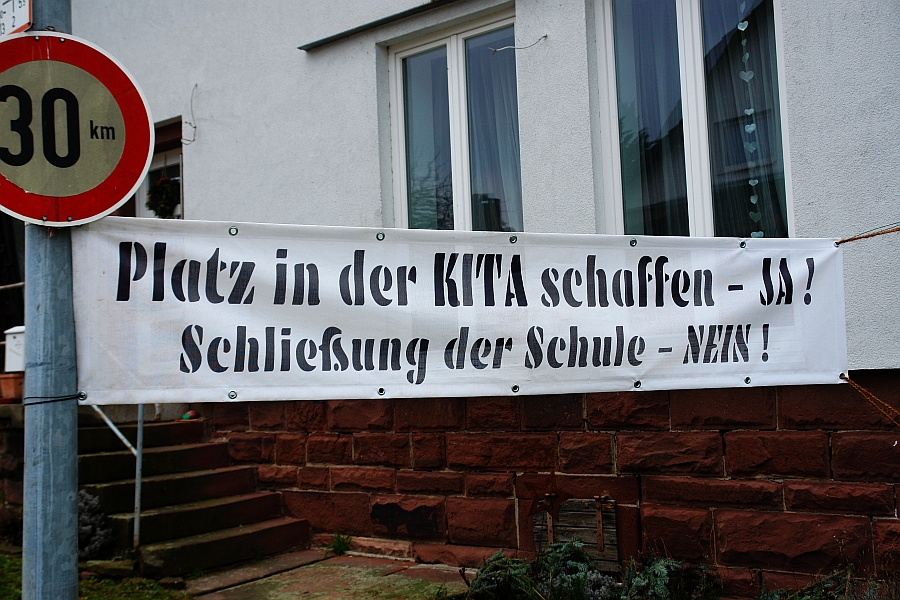 30 km
Platz in der KITA schaffen - JA !
Schließung der Schule - NEIN !